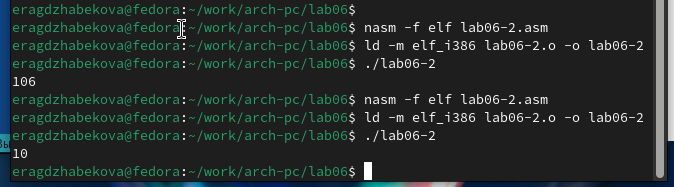 eragdzhabekova@fedora:~/work/arch-pc/lab06$
eragdzhabekova@fedora:~/work/arch-pc/lab06$ nasm -f elf lab06-2.asm
eragdzhabekova@fedora:~/work/arch-pc/lab06$ ld -m elf_i386 lab06-2.o -o lab06-2
eragdzhabekova@fedora:~/work/arch-pc/lab06$ ./lab06-2
106
eragdzhabekova@fedora:~/work/arch-pc/lab06$ nasm -f elf lab06-2.asm
eragdzhabekova@fedora:~/work/arch-pc/lab06$ ld -m elf_i386 lab06-2.o -o lab06-2
eragdzhabekova@fedora:~/work/arch-pc/lab06$ ./lab06-2
10
eragdzhabekova@fedora:~/work/arch-pc/lab06$